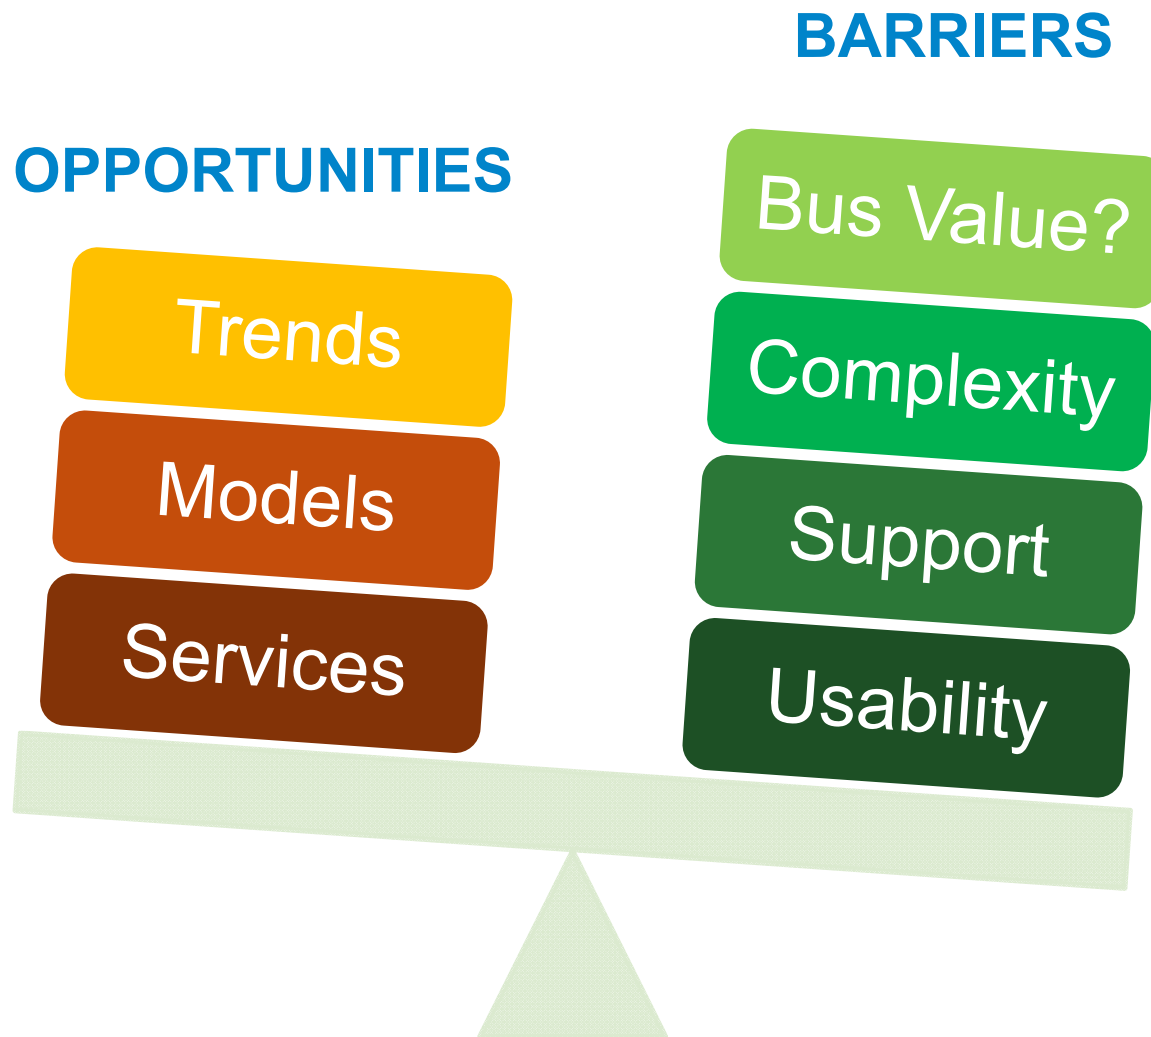 OPPORTUNITIES
Trends
Models
Services
BARRIERS
Bus Value?
Complexity
Support
Usability